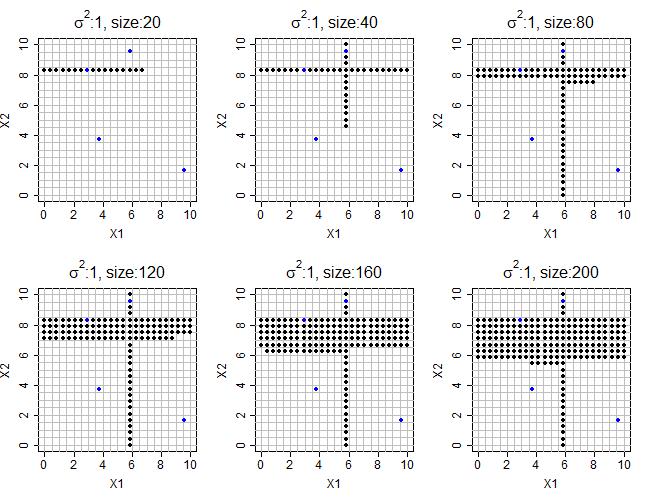 σ²:1, size:20
σ²:1, size:40
σ²:1, size:80
X2
0 2 4 6 8 10
0 2 4 6 8 10
X1
X2
0 2 4 6 8 10
0 2 4 6 8 10
X1
X2
0 2 4 6 8 10
0 2 4 6 8 10
X1
σ²:1, size:120
σ²:1, size:160
σ²:1, size:200
X2
0 2 4 6 8 10
0 2 4 6 8 10
X1
X2
0 2 4 6 8 10
0 2 4 6 8 10
X1
X2
0 2 4 6 8 10
0 2 4 6 8 10
X1